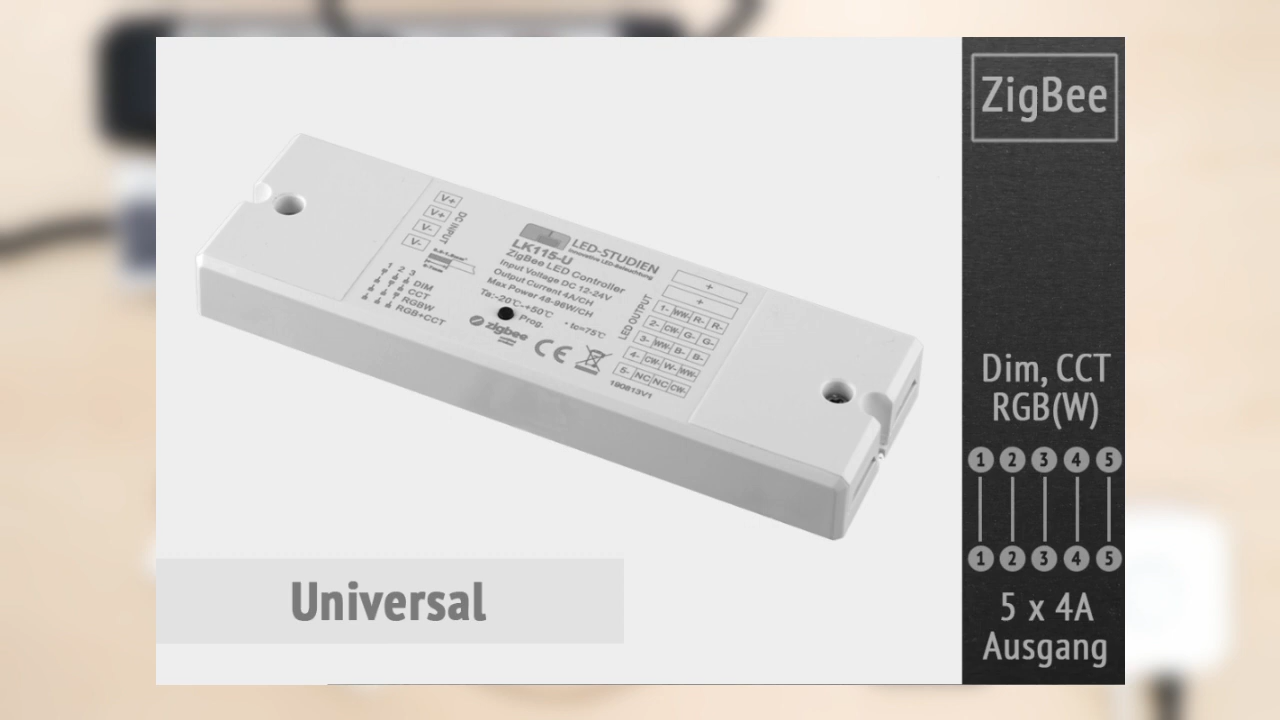 ZigBee
V+
V+
V-
V-
DC INPUT
DIM
CCT
RGBW
RGB+CCT
LED-STUDIEN
LK115-U
ZigBee LED Controller
Input Voltage DC 12-24V
Output Current 4A/CH
Max Power 48-96W/CH
Ta:-20℃-+50℃
• tc=75℃
Prog.
zigbee
CE
LED OUTPUT
+
+
1- WW- R- R-
2- CW- G- G-
3- WW- B- B-
4- CW- W- WW-
5- NC NC CW-
190813V1
Dim, CCT
RGB(W)
1 2 3 4 5
1 2 3 4 5
5 x 4A
Ausgang
Universal